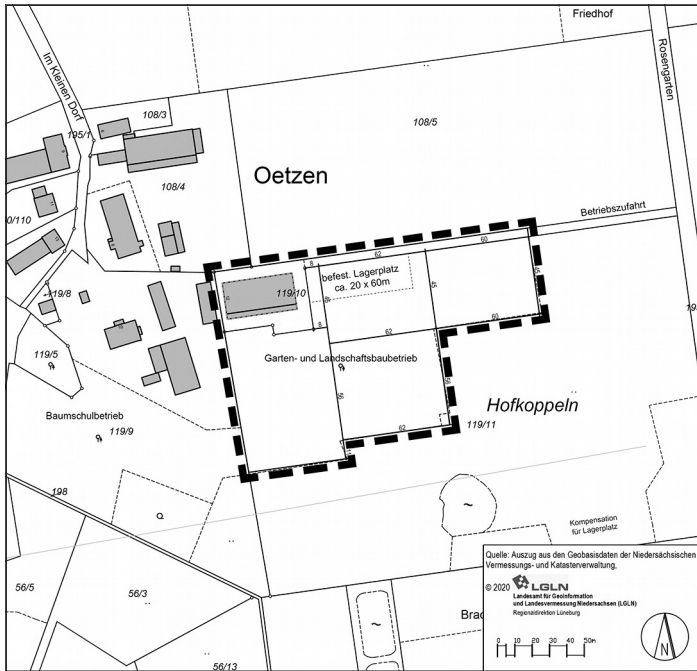 Friedhof
Im Kleinen Dorf
Rosengarten
108/3
195/1
108/5
Oetzen
108/4
0/110
Betriebszufahrt
62
60
8
befest. Lagerplatz
ca. 20 x 60m
119/10
45
45
45
119/8
8
62
60
119/5
Garten- und Landschaftsbaubetrieb
56
56
Baumschulbetrieb
Hofkoppeln
119/9
62
119/11
198
Kompensation
für Lagerplatz
56/5
56/3
Quelle: Auszug aus den Geobasisdaten der Niedersächsischen
Vermessungs- und Katasterverwaltung,
© 2020 LGLN
Landesamt für Geoinformation
und Landesvermessung Niedersachsen (LGLN)
Regionaldirektion Lüneburg
Brac
0 10 20 30 40 50m
N
56/13